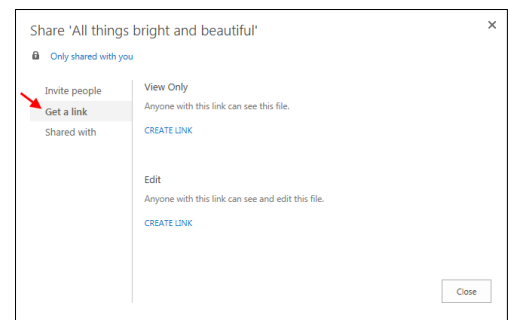 Share 'All things bright and beautiful'
Only shared with you
Invite people
Get a link
Shared with
View Only
Anyone with this link can see this file.
CREATE LINK
Edit
Anyone with this link can see and edit this file.
CREATE LINK
Close